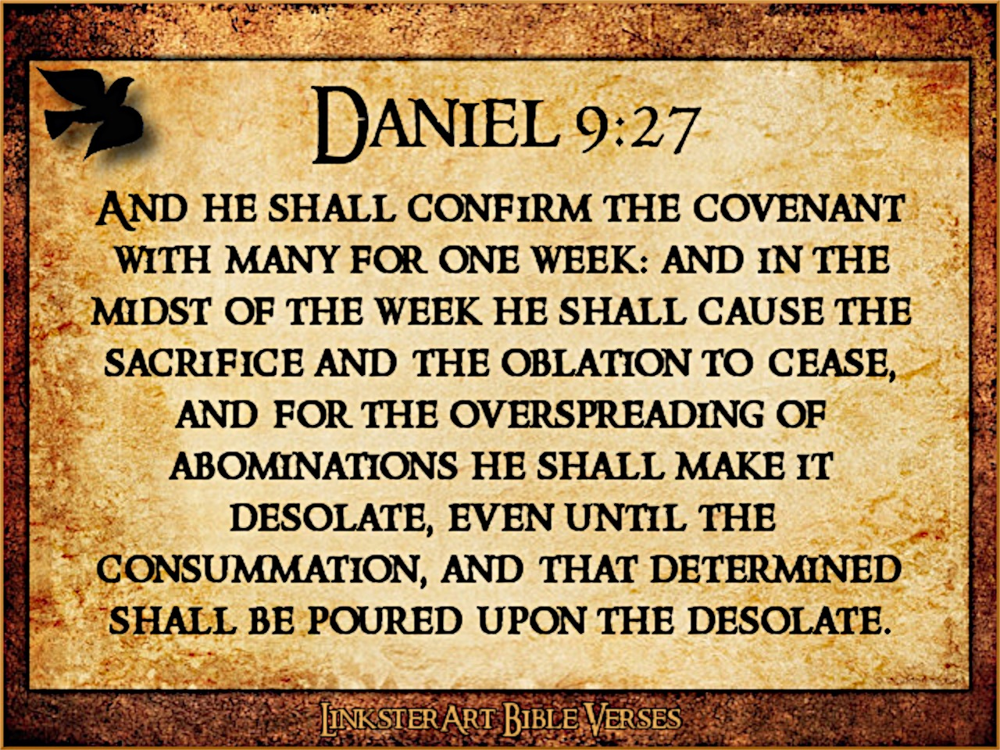 Daniel 9:27
And he shall confirm the covenant
with many for one week: and in the
midst of the week he shall cause the
sacrifice and the oblation to cease,
and for the overspreading of
abominations he shall make it
desolate, even until the
consummation, and that determined
shall be poured upon the desolate.
LinksterArt Bible Verses